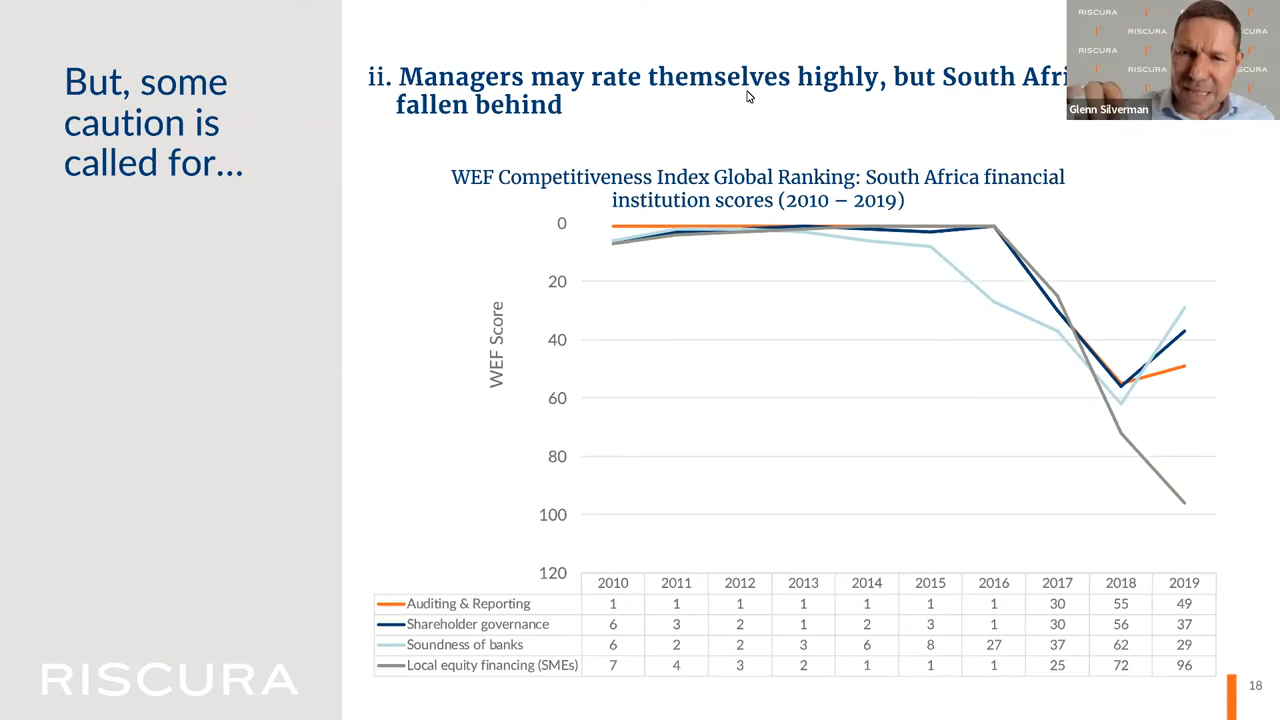 But, some
caution is
called for...
ii. Managers may rate themselves highly, but South Afri
fallen behind
RISCURA
RISCURA
RISCURA
RISCURA
RISCURA
RISCURA
Glenn Silverman
WEF Competitiveness Index Global Ranking: South Africa financial
institution scores (2010 – 2019)
WEF Score
0
20
40
60
80
100
120
2010 2011 2012 2013 2014 2015 2016 2017 2018 2019
Auditing & Reporting 1 1 1 1 1 1 1 30 55 49
Shareholder governance 6 3 2 1 2 3 1 30 56 37
Soundness of banks 6 2 2 3 6 8 27 37 62 29
Local equity financing (SMEs) 7 4 3 2 1 1 1 25 72 96
RISCURA
18